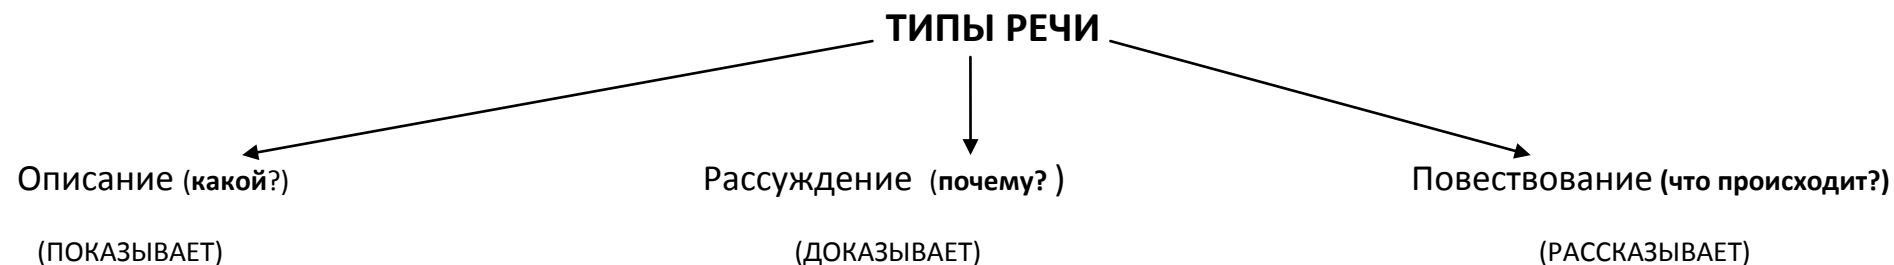 ТИПЫ РЕЧИ
Описание (какой?) Рассуждение (почему? ) Повествование (что происходит?)
(ПОКАЗЫВАЕТ) (ДОКАЗЫВАЕТ) (РАССКАЗЫВАЕТ)